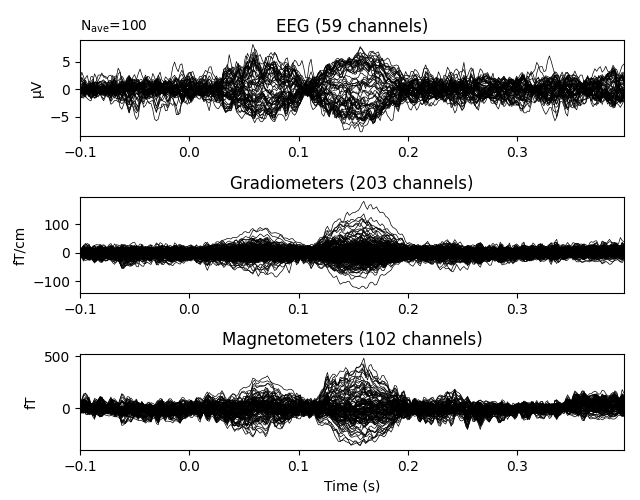 N_ave=100
EEG (59 channels)
5
0
−5
µV
−0.1 0.0 0.1 0.2 0.3
Gradiometers (203 channels)
100
0
−100
fT/cm
−0.1 0.0 0.1 0.2 0.3
Magnetometers (102 channels)
500
0
fT
−0.1 0.0 0.1 0.2 0.3
Time (s)